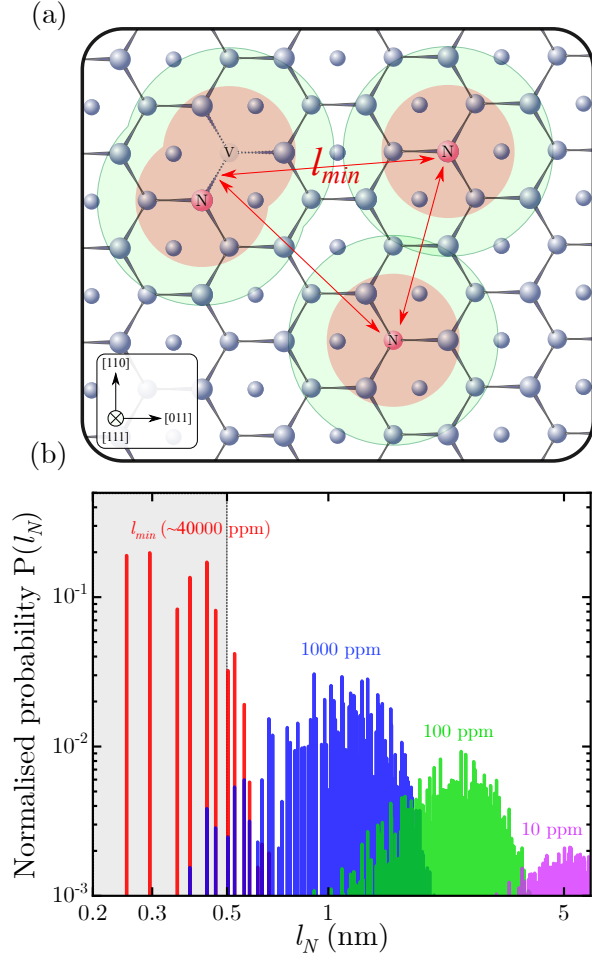 (a)
V
N
l_min
N
N
[110]
[011]
[111]
(b)
Normalised probability P(l_N)
l_min (~40000 ppm)
1000 ppm
100 ppm
10 ppm
10^-1
10^-2
10^-3
0.2 0.3 0.5 1 5
l_N (nm)